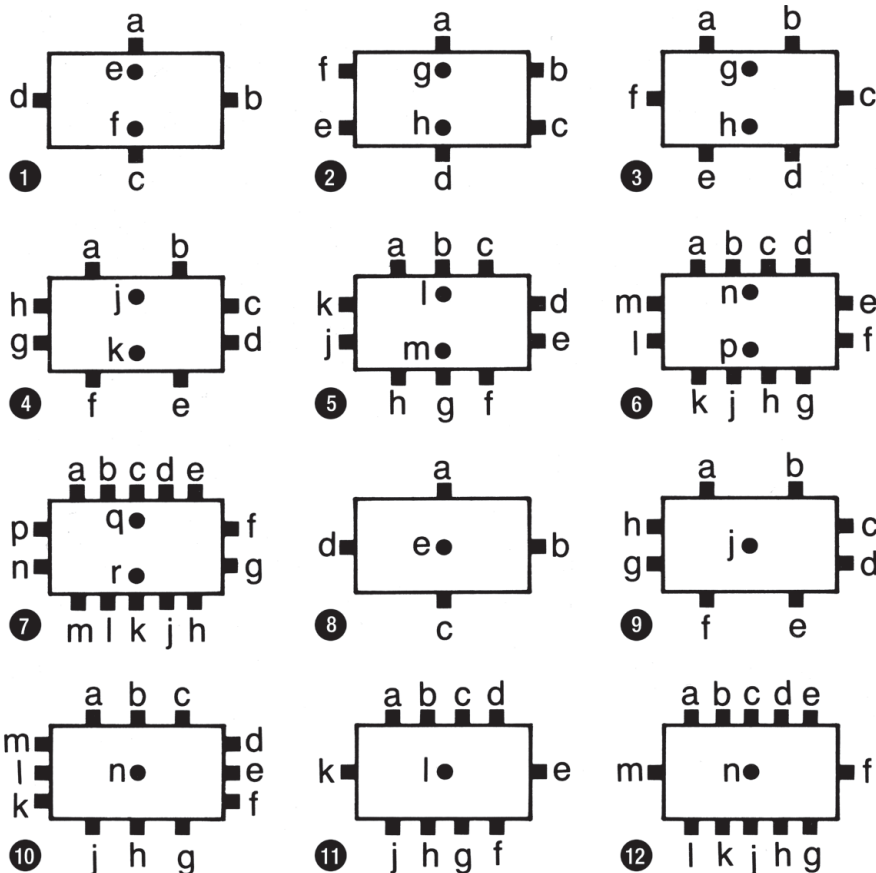 a
e
d b
f
c
1
a
f g b
e h c
d
2
a b
g
f c
h
e d
3
a b
h j c
g k d
f e
4
a b c
k l d
j m e
h g f
5
a b c d
m n e
l p f
k j h g
6
a b c d e
p q f
n r g
m l k j h
7
a
d e b
c
8
a b
h j c
g d
f e
9
a b c
m d
l n e
k f
j h g
10
a b c d
k l e
j h g f
11
a b c d e
m n f
l k j h g
12